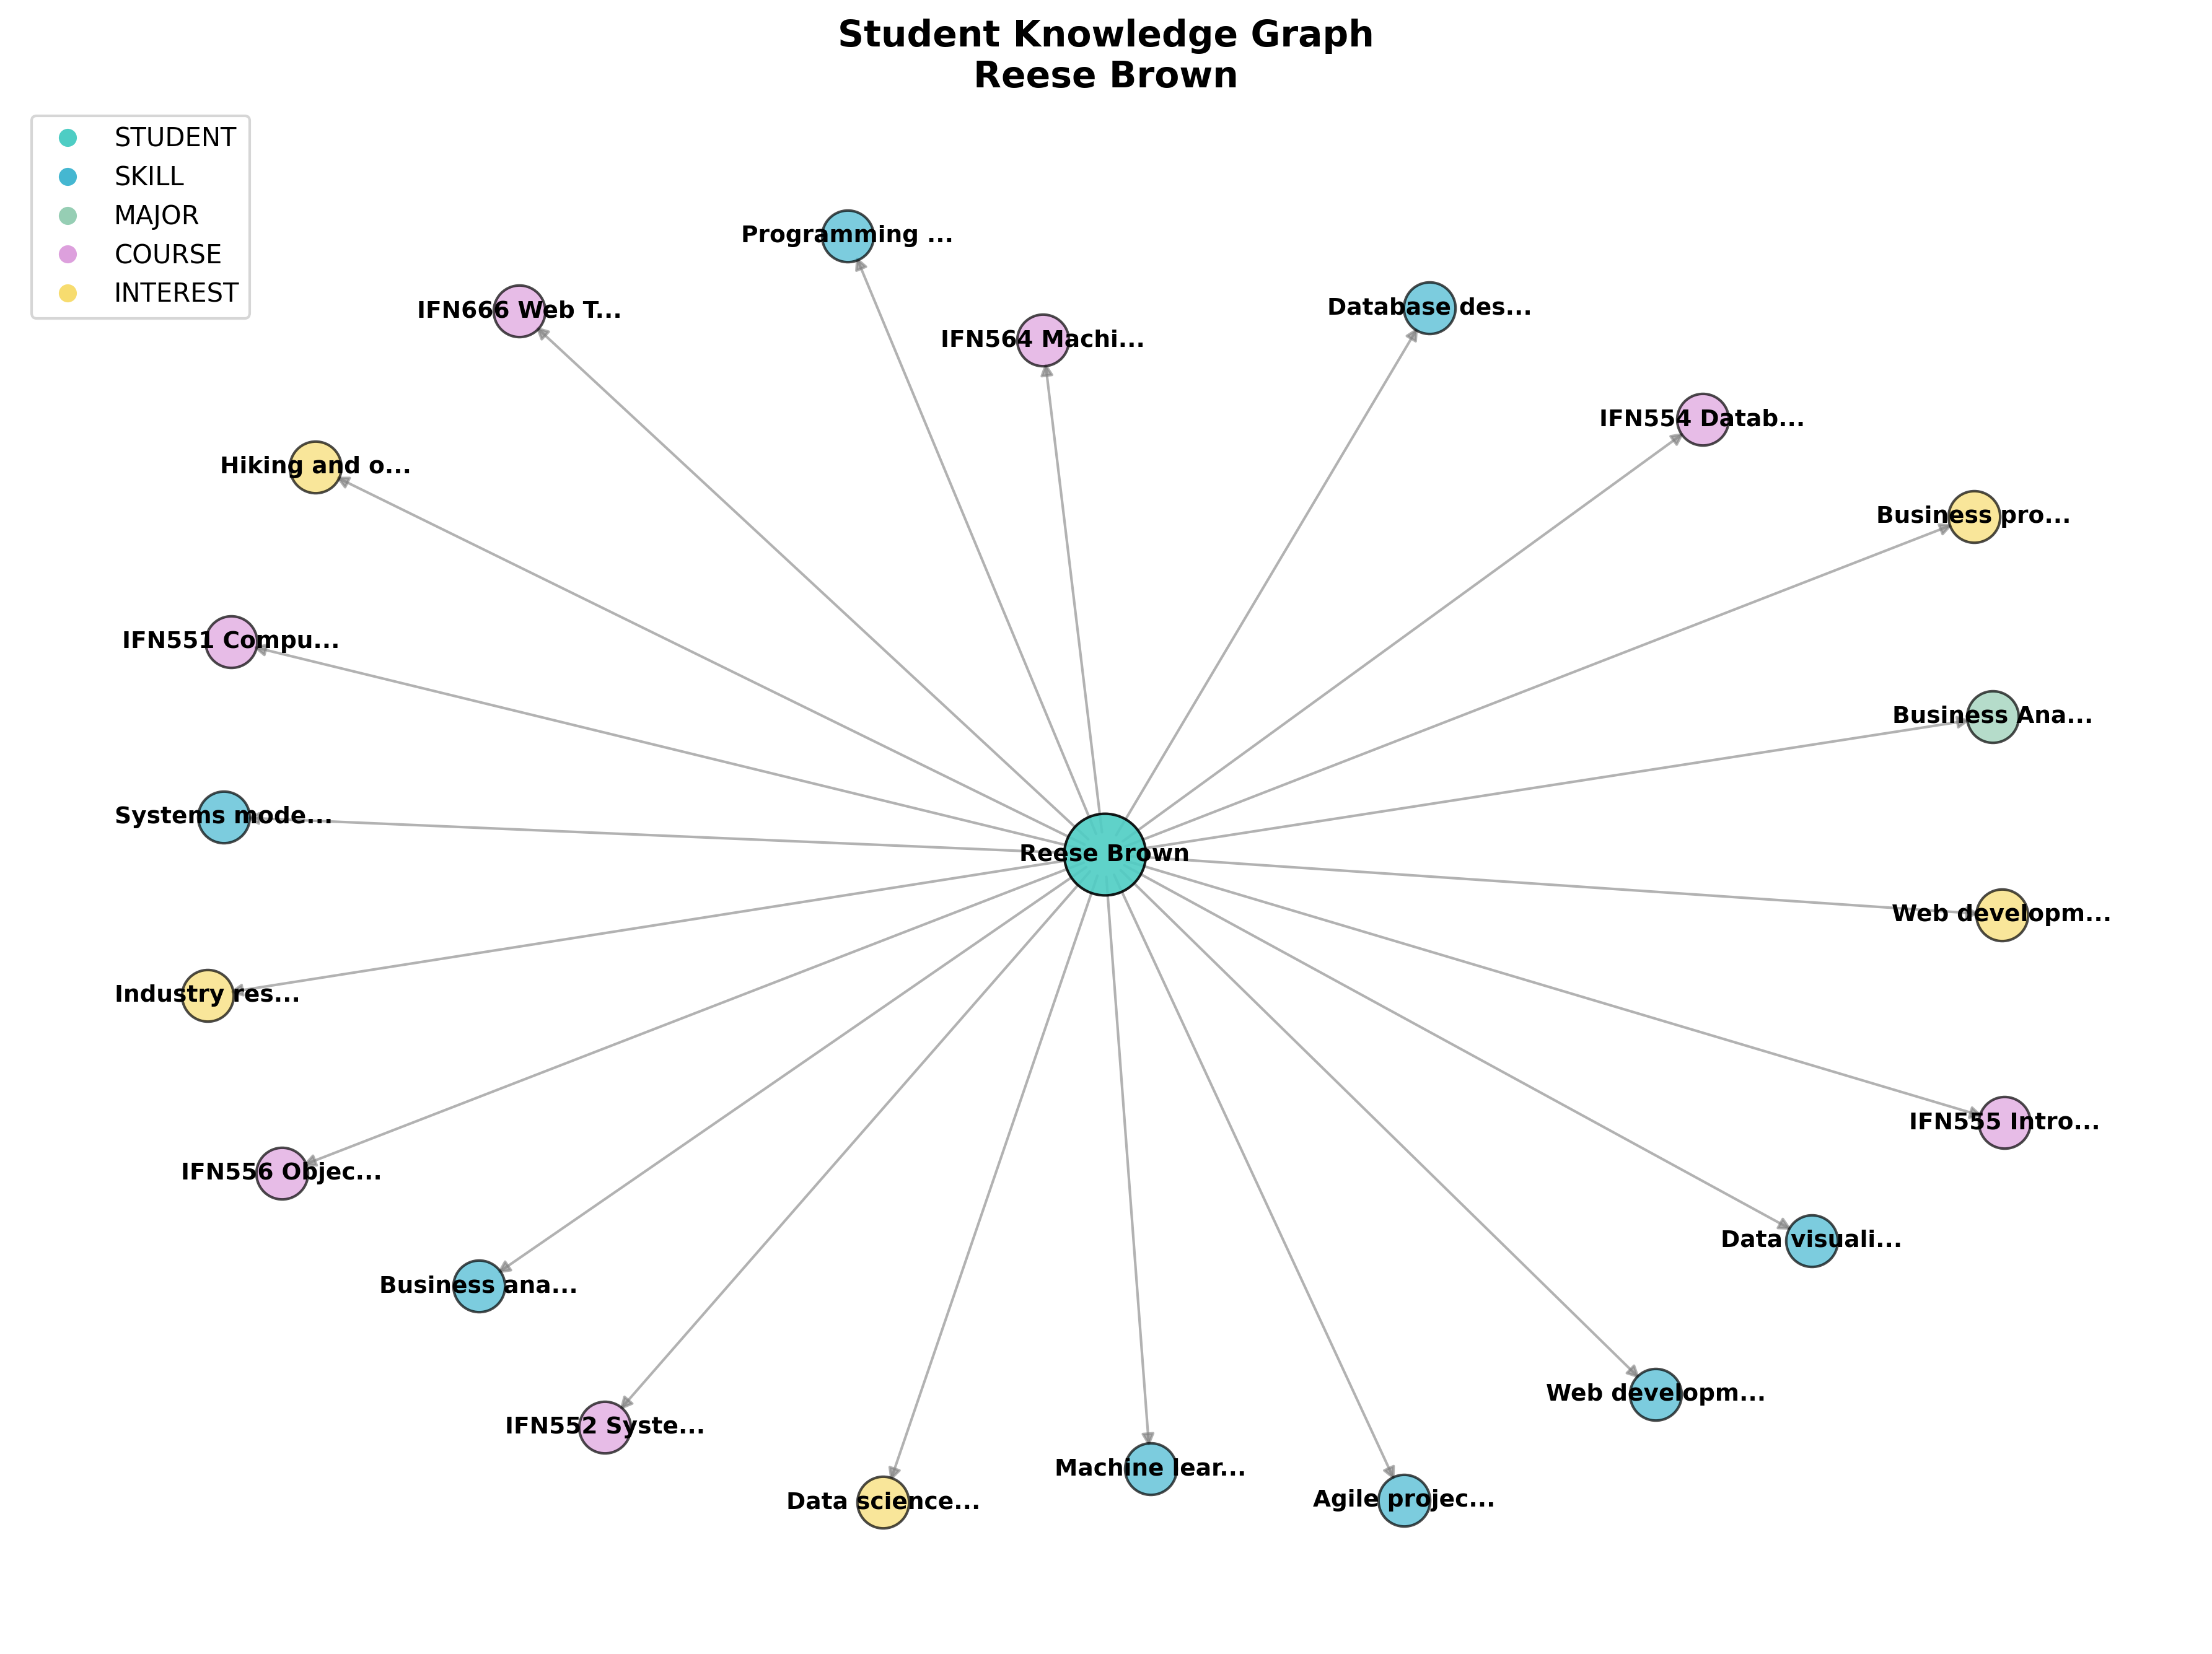 Student Knowledge Graph
Reese Brown
STUDENT
SKILL
MAJOR
COURSE
INTEREST
Programming ...
IFN666 Web T...
IFN564 Machi...
Database des...
IFN554 Datab...
Hiking and o...
Business pro...
IFN551 Compu...
Business Ana...
Systems mode...
Reese Brown
Web developm...
Industry res...
IFN555 Intro...
IFN556 Objec...
Data visuali...
Business ana...
Web developm...
IFN552 Syste...
Machine lear...
Data science...
Agile projec...